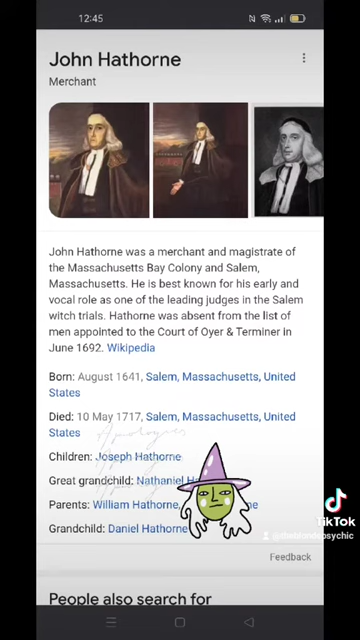 12:45
John Hathorne
Merchant
John Hathorne was a merchant and magistrate of
the Massachusetts Bay Colony and Salem,
Massachusetts. He is best known for his early and
vocal role as one of the leading judges in the Salem
witch trials. Hathorne was absent from the list of
men appointed to the Court of Oyer & Terminer in
June 1692. Wikipedia
Born: August 1641, Salem, Massachusetts, United
States
Died: 10 May 1717, Salem, Massachusetts, United
States
Apologies
Children: Joseph Hathorne
Great grandchild: Nathaniel
Parents: William Hathorne,
Grandchild: Daniel Hathorne
TikTok
Feedback
People also search for